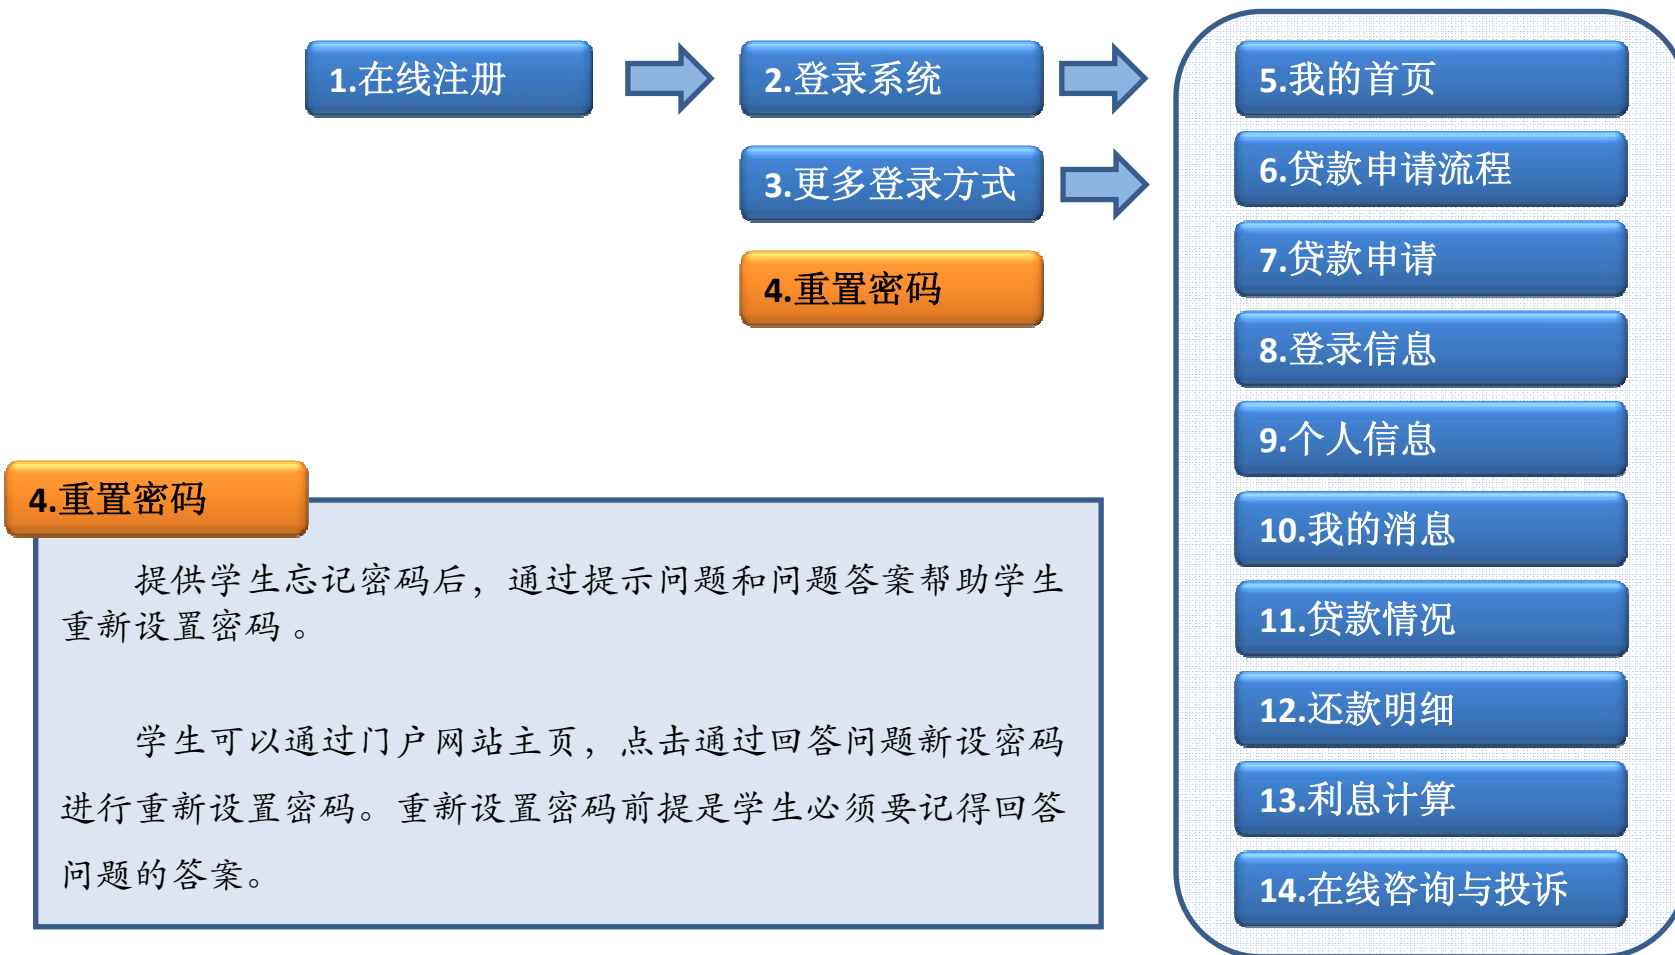 1.在线注册
2.登录系统
3.更多登录方式
4.重置密码
5.我的首页
6.贷款申请流程
7.贷款申请
8.登录信息
9.个人信息
10.我的消息
11.贷款情况
12.还款明细
13.利息计算
14.在线咨询与投诉
4.重置密码
提供学生忘记密码后，通过提示问题和问题答案帮助学生
重新设置密码 。
学生可以通过门户网站主页，点击通过回答问题新设密码
进行重新设置密码。重新设置密码前提是学生必须要记得回答
问题的答案。